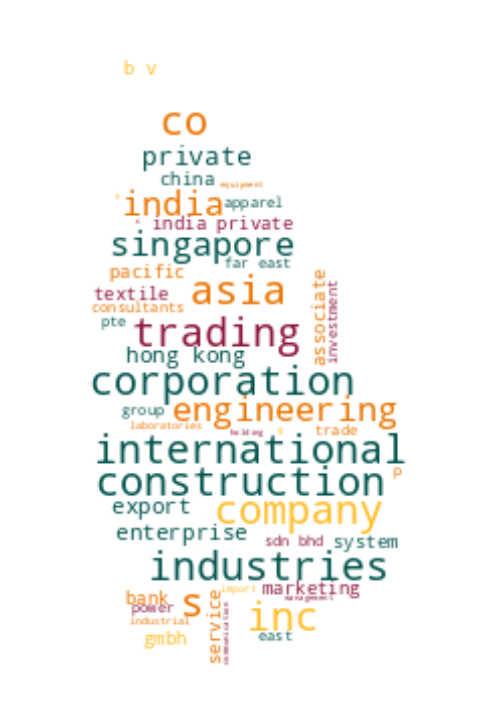 b v
co
private
china equipment
india apparel
india private
singapore
far east
pacific
asia
textile
consultants
associate
investment
pte
trading
hong kong
corporation
group engineering
laboratories
holding
trade
international
construction
p
export company
enterprise
sdn bhd system
industries
import marketing
management
bank
power
s
service
communication
inc
industrial
gmbh
east